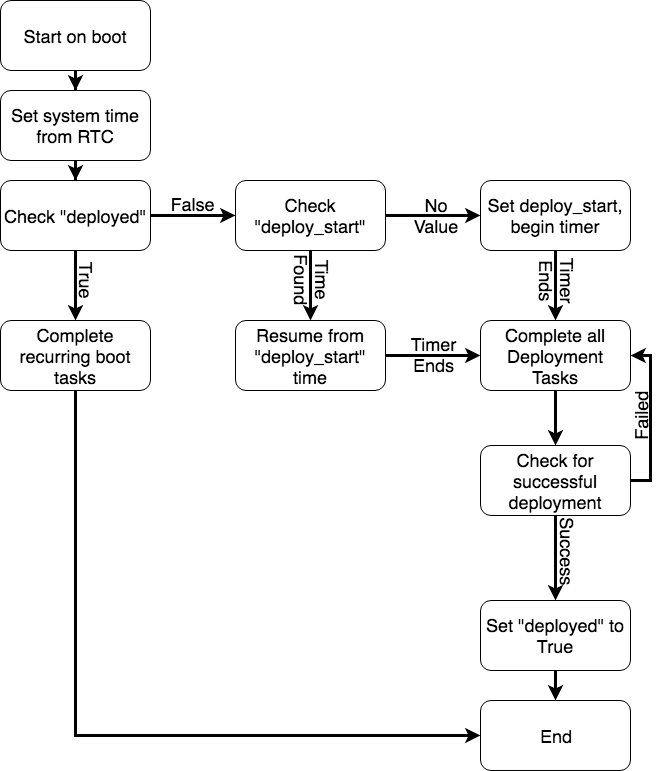 Start on boot
Set system time
from RTC
Check "deployed"
False
Check
"deploy_start"
No
Value
Set deploy_start,
begin timer
True
Time
Found
Timer
Ends
Complete
recurring boot
tasks
Resume from
"deploy_start"
time
Timer
Ends
Complete all
Deployment
Tasks
Failed
Check for
successful
deployment
Success
Set "deployed" to
True
End